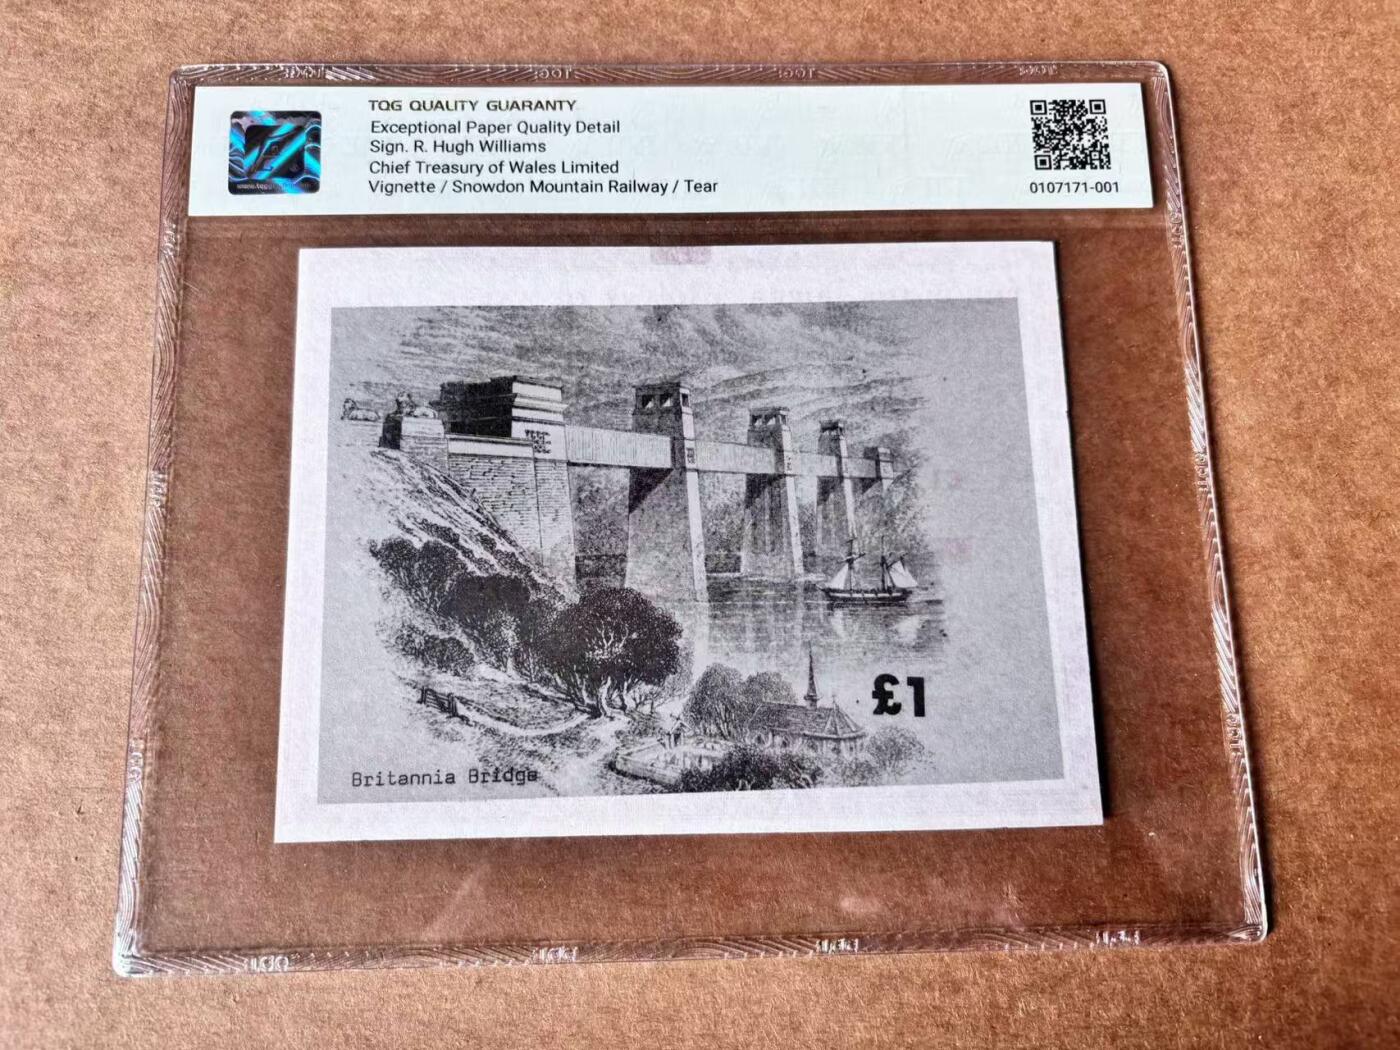 TQG QUALITY GUARANTY
Exceptional Paper Quality Detail
Sign. R. Hugh Williams
Chief Treasury of Wales Limited
Vignette / Snowdon Mountain Railway / Tear
0107171-001
£1
Britannia Bridge